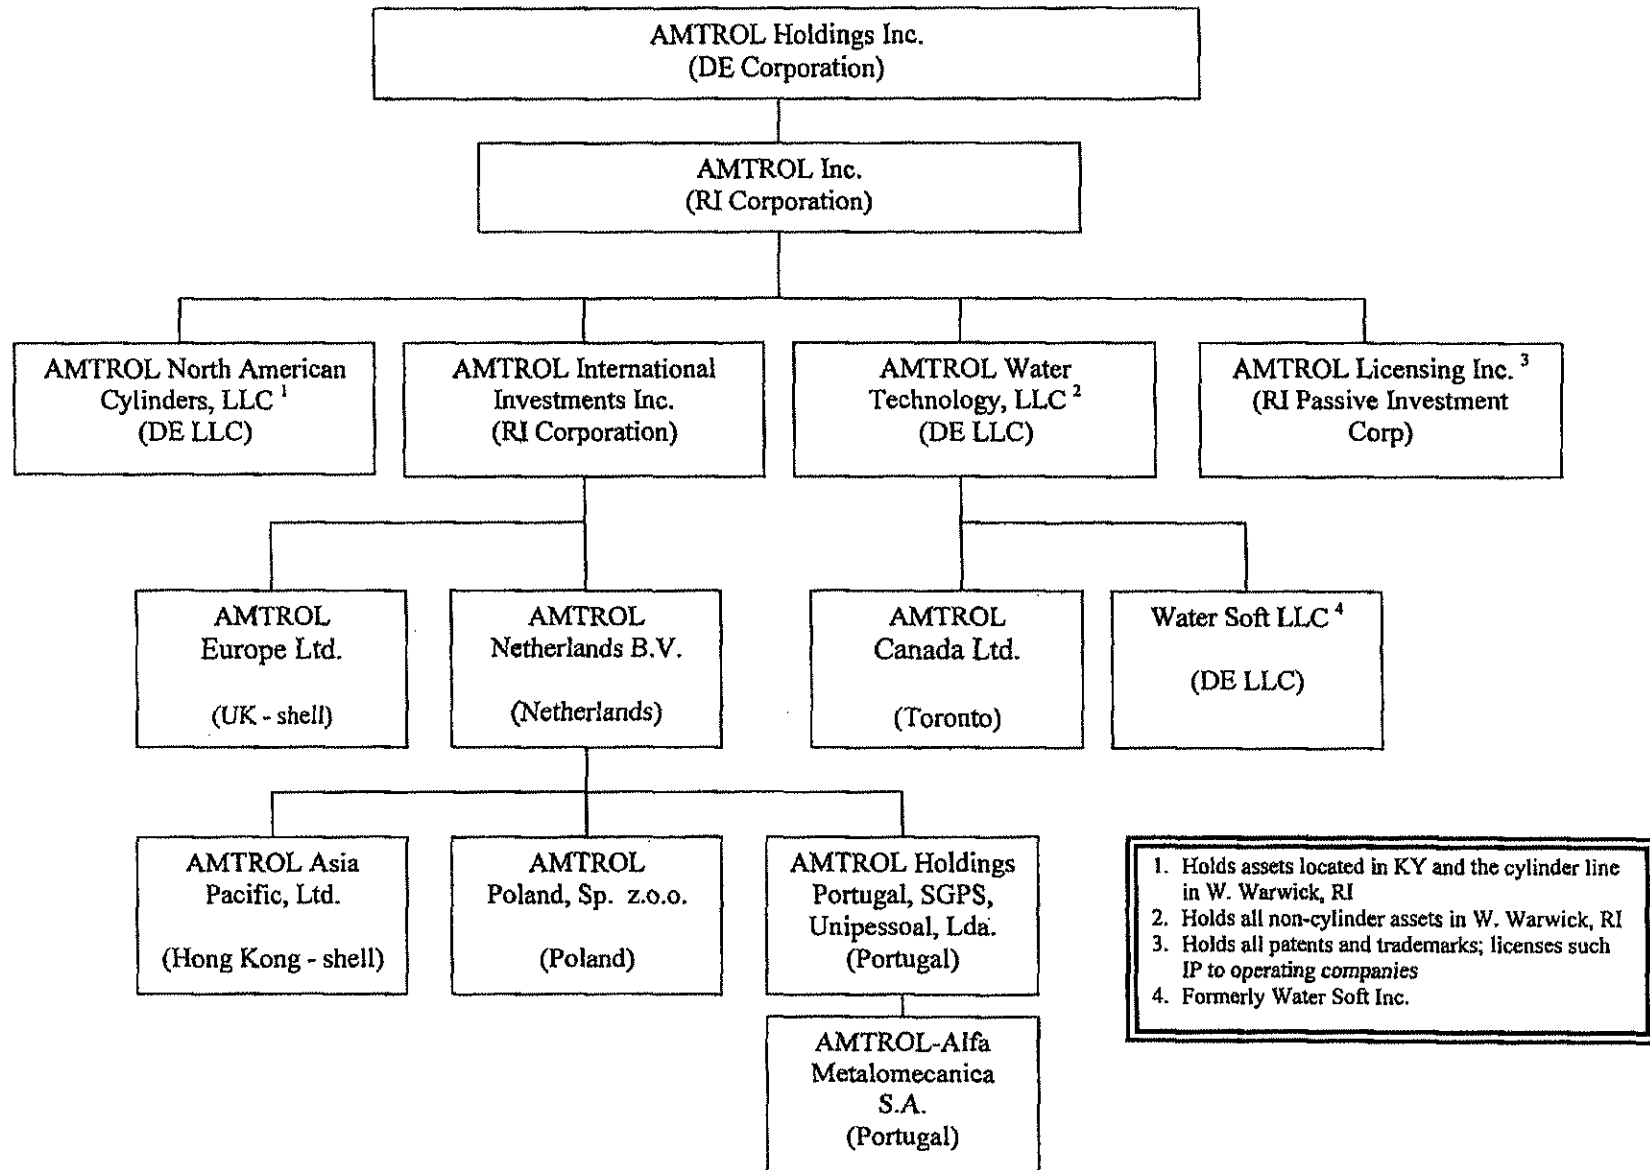 AMTROL Holdings Inc.
(DE Corporation)
AMTROL Inc.
(RI Corporation)
AMTROL North American
Cylinders, LLC 1
(DE LLC)
AMTROL International
Investments Inc.
(RI Corporation)
AMTROL Water
Technology, LLC 2
(DE LLC)
AMTROL Licensing Inc. 3
(RI Passive Investment
Corp)
AMTROL
Europe Ltd.
(UK - shell)
AMTROL
Netherlands B.V.
(Netherlands)
AMTROL
Canada Ltd.
(Toronto)
Water Soft LLC 4
(DE LLC)
AMTROL Asia
Pacific, Ltd.
(Hong Kong - shell)
AMTROL
Poland, Sp. z.o.o.
(Poland)
AMTROL Holdings
Portugal, SGPS,
Unipessoal, Lda.
(Portugal)
AMTROL-Alfa
Metalomecanica
S.A.
(Portugal)
1. Holds assets located in KY and the cylinder line
in W. Warwick, RI
2. Holds all non-cylinder assets in W. Warwick, RI
3. Holds all patents and trademarks; licenses such
IP to operating companies
4. Formerly Water Soft Inc.